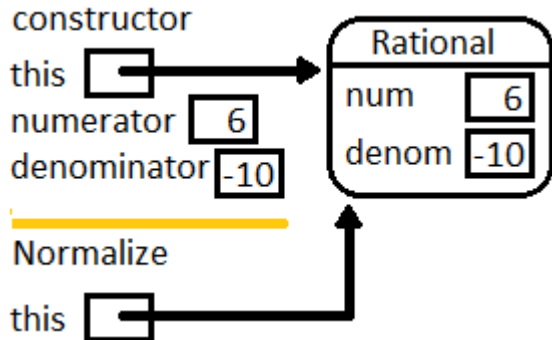 constructor
this
numerator 6
denominator -10
Rational
num 6
denom -10
Normalize
this